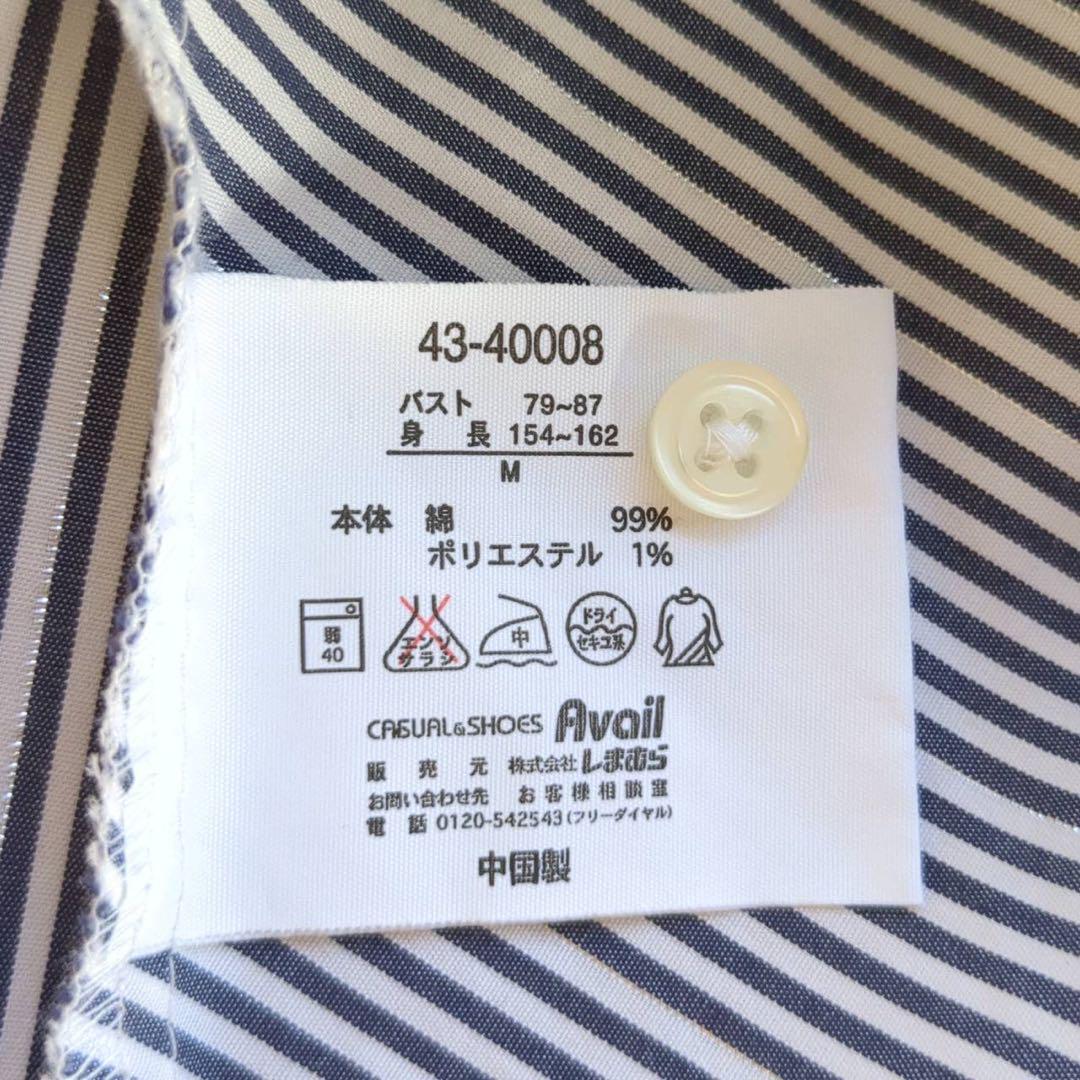 43-40008
バスト 79~87
身長 154~162
M
本体 綿 99%
ポリエステル 1%
弱 40
エンソ サラシ
中
ドライ セキユ系
CASUAL&SHOES Avail
販売元 株式会社しまむら
お問い合わせ先 お客様相談室
電話 0120-542543(フリーダイヤル)
中国製